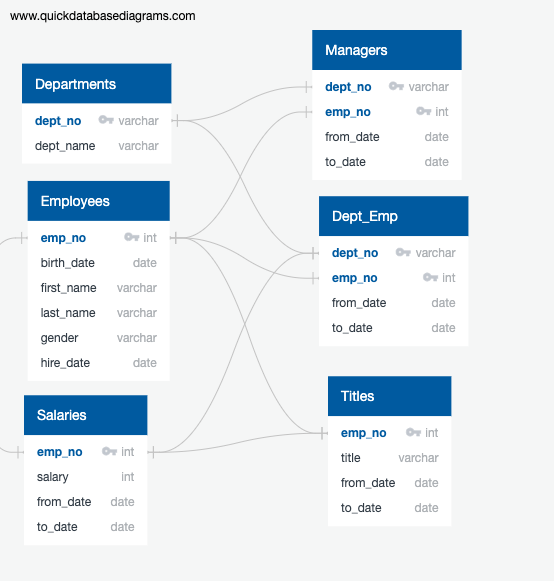 www.quickdatabasediagrams.com
Departments
dept_no varchar
dept_name varchar
Employees
emp_no int
birth_date date
first_name varchar
last_name varchar
gender varchar
hire_date date
Salaries
emp_no int
salary int
from_date date
to_date date
Managers
dept_no varchar
emp_no int
from_date date
to_date date
Dept_Emp
dept_no varchar
emp_no int
from_date date
to_date date
Titles
emp_no int
title varchar
from_date date
to_date date